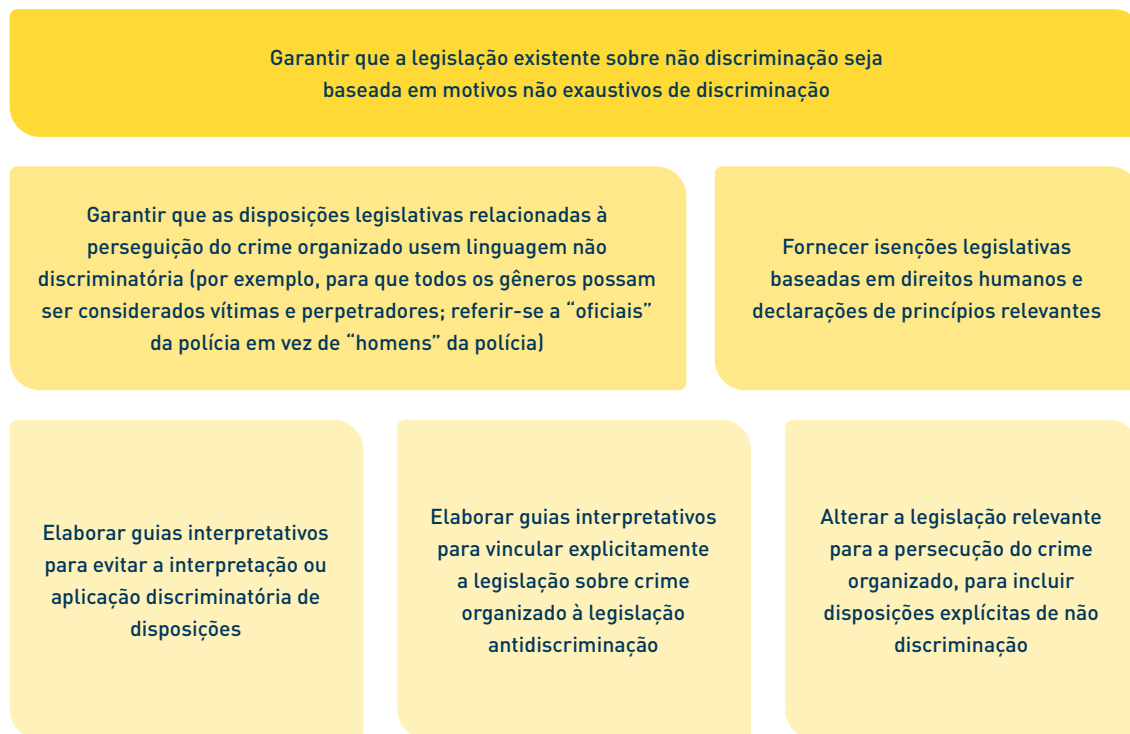 Garantir que a legislação existente sobre não discriminação seja
baseada em motivos não exaustivos de discriminação
Garantir que as disposições legislativas relacionadas à
perseguição do crime organizado usem linguagem não
discriminatória (por exemplo, para que todos os gêneros possam
ser considerados vítimas e perpetradores; referir-se a “oficiais”
da polícia em vez de “homens” da polícia)
Fornecer isenções legislativas
baseadas em direitos humanos e
declarações de princípios relevantes
Elaborar guias interpretativos
para evitar a interpretação ou
aplicação discriminatória de
disposições
Elaborar guias interpretativos
para vincular explicitamente
a legislação sobre crime
organizado à legislação
antidiscriminação
Alterar a legislação relevante
para a persecução do crime
organizado, para incluir
disposições explícitas de não
discriminação